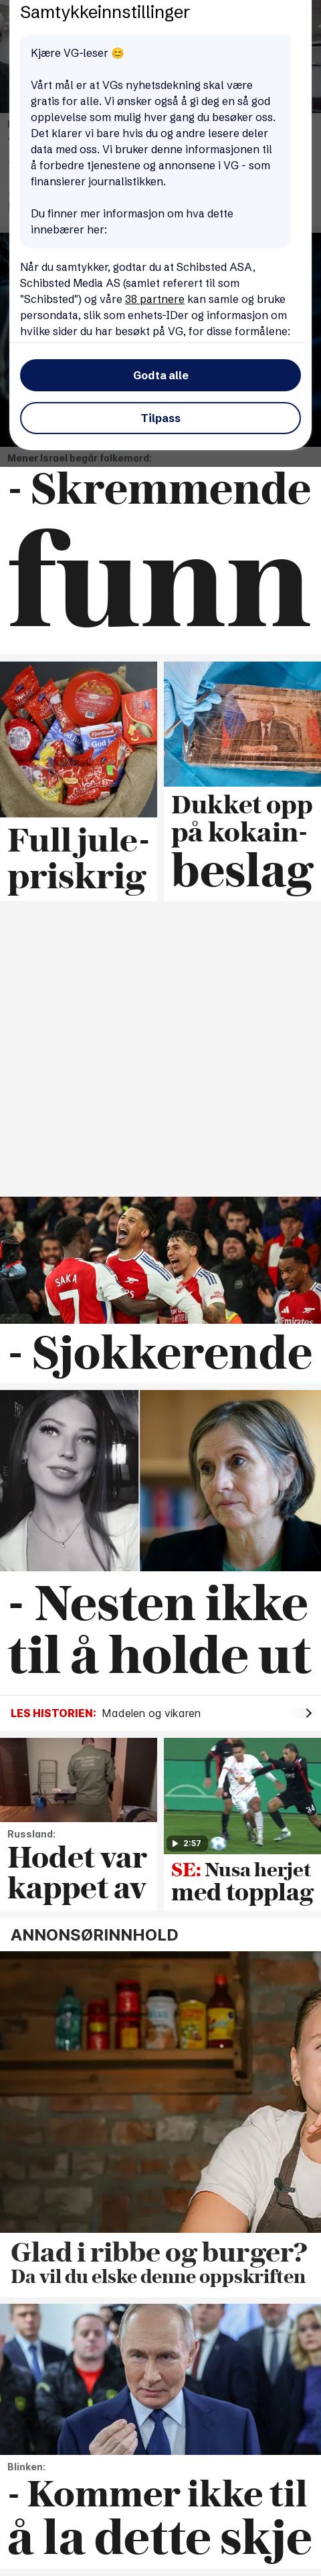 Samtykkeinnstillinger
Kjære VG-leser 😊
Vårt mål er at VGs nyhetsdekning skal være
gratis for alle. Vi ønsker også å gi deg en så god
opplevelse som mulig hver gang du besøker oss.
Det klarer vi bare hvis du og andre lesere deler
data med oss. Vi bruker denne informasjonen til
å forbedre tjenestene og annonsene i VG - som
finansierer journalistikken.
Du finner mer informasjon om hva dette
innebærer her:
Når du samtykker, godtar du at Schibsted ASA,
Schibsted Media AS (samlet referert til som
"Schibsted") og våre 38 partnere kan samle og bruke
persondata, slik som enhets-IDer og informasjon om
hvilke sider du har besøkt på VG, for disse formålene:
Godta alle
Tilpass
Mener Israel begår folkemord:
- Skremmende
funn
Full jule-
priskrig
Dukket opp
på kokain-
beslag
SAKA
7
Emirates
- Sjokkerende
- Nesten ikke
til å holde ut
LES HISTORIEN: Madelen og vikaren
Russland:
Hodet var
kappet av
2:57
SE: Nusa herjet
med topplag
ANNONSØRINNHOLD
Glad i ribbe og burger?
Da vil du elske denne oppskriften
Blinken:
- Kommer ikke til
å la dette skje